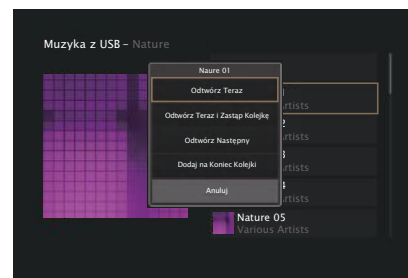 Muzyka z USB – Nature
Naure 01
Odtwórz Teraz
Odtwórz Teraz i Zastąp Kolejkę
Odtwórz Następny
Dodaj na Koniec Kolejki
Anuluj
Nature 05
Various Artists